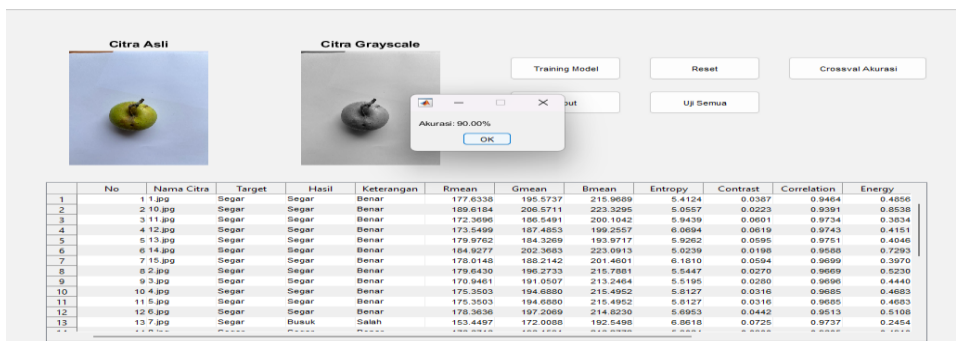 Citra Asli Citra Grayscale
Training Model Reset Crossval Akurasi
Uji Semua
Akurasi: 90.00%
OK
No Nama Citra Target Hasil Keterangan Rmean Gmean Bmean Entropy Contrast Correlation Energy
1 1 1.jpg Segar Segar Benar 177.6338 195.5737 215.9689 5.4124 0.0387 0.9464 0.4856
2 2 10.jpg Segar Segar Benar 189.6184 206.5711 223.3295 5.0557 0.0223 0.9391 0.8538
3 3 11.jpg Segar Segar Benar 172.3696 186.5491 200.1042 5.9439 0.0601 0.9734 0.3834
4 4 12.jpg Segar Segar Benar 173.5499 187.4853 199.2557 6.0694 0.0619 0.9743 0.4151
5 5 13.jpg Segar Segar Benar 179.9762 184.3269 193.9717 5.9262 0.0595 0.9751 0.4046
6 6 14.jpg Segar Segar Benar 184.9277 202.3683 223.0913 5.0239 0.0198 0.9588 0.7293
7 7 15.jpg Segar Segar Benar 178.0148 188.2142 201.4601 6.1810 0.0594 0.9699 0.3970
8 8 2.jpg Segar Segar Benar 179.6430 196.2733 215.7881 5.5447 0.0270 0.9669 0.5230
9 9 3.jpg Segar Segar Benar 170.9461 191.0507 213.2464 5.5195 0.0280 0.9696 0.4440
10 10 4.jpg Segar Segar Benar 175.3503 194.6880 215.4952 5.8127 0.0316 0.9685 0.4683
11 11 5.jpg Segar Segar Benar 175.3503 194.6880 215.4952 5.8127 0.0316 0.9685 0.4683
12 12 6.jpg Segar Segar Benar 178.3636 197.2069 214.8230 5.6953 0.0442 0.9513 0.5108
13 13 7.jpg Segar Busuk Salah 153.4497 172.0088 192.5498 6.8618 0.0725 0.9737 0.2454